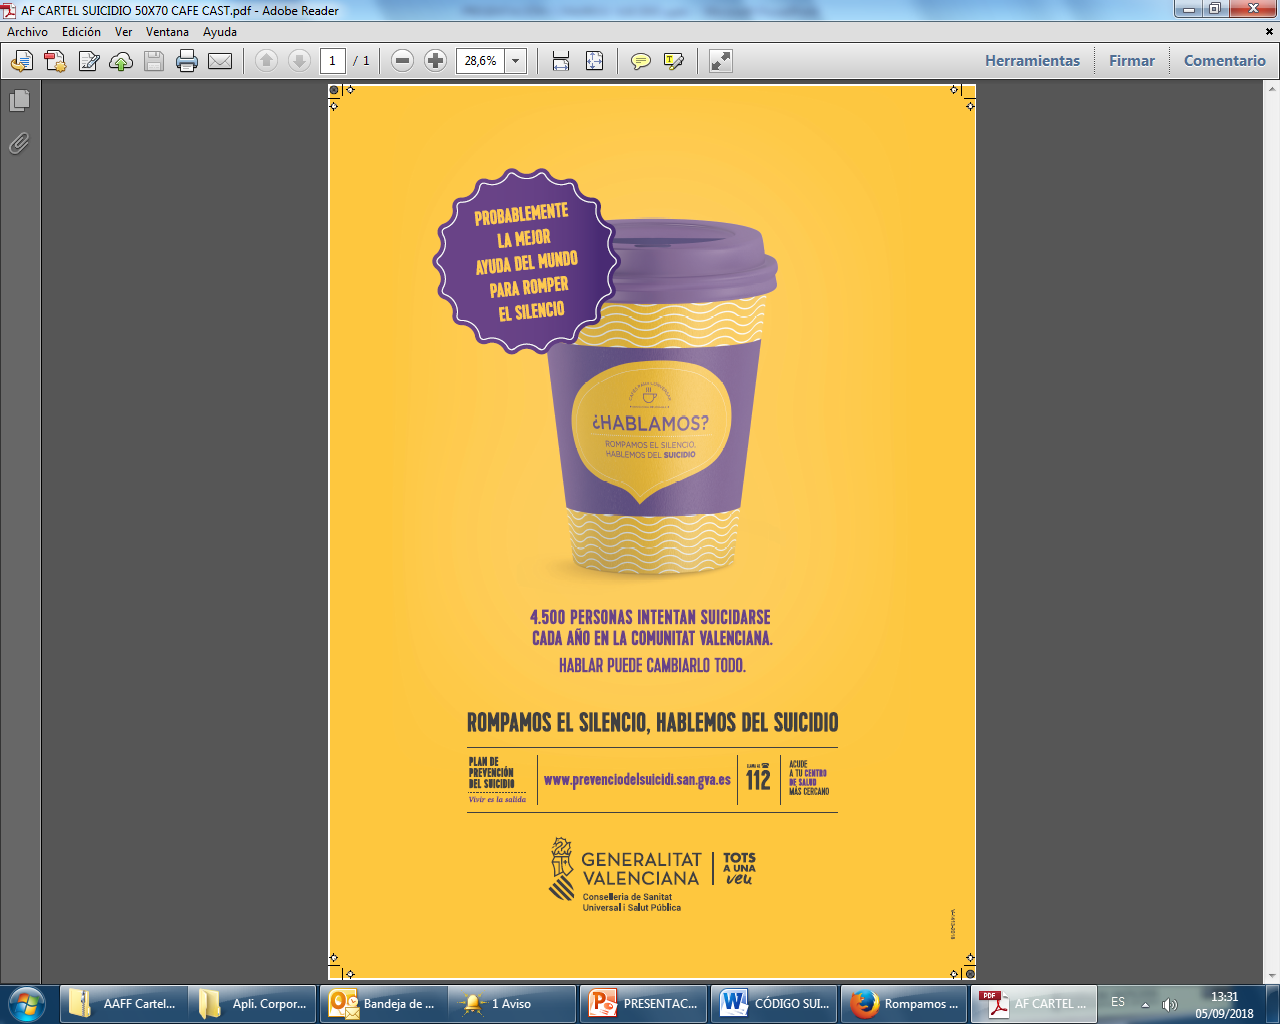 AF CARTEL SUICIDIO 50X70 CAFE CAST.pdf - Adobe Reader
Archivo Edición Ver Ventana Ayuda
1 / 1 28,6% Herramientas Firmar Comentario
PROBABLEMENTE
LA MEJOR
AYUDA DEL MUNDO
PARA ROMPER
EL SILENCIO
¿HABLAMOS?
ROMPAMOS EL SILENCIO,
HABLEMOS DEL SUICIDIO
4.500 PERSONAS INTENTAN SUICIDARSE
CADA AÑO EN LA COMUNITAT VALENCIANA.
HABLAR PUEDE CAMBIARLO TODO.
ROMPAMOS EL SILENCIO, HABLEMOS DEL SUICIDIO
PLAN DE
PREVENCIÓN
DEL SUICIDIO
Vivir es la salida
www.prevenciodelsuicidi.san.gva.es
LLAMA AL
112
ACUDE
A TU CENTRO
DE SALUD
MÁS CERCANO
GENERALITAT
VALENCIANA
Conselleria de Sanitat
Universal i Salut Pública
TOTS
A UNA
veu
AAFF Cartel... Apli. Corpor... Bandeja de ... 1 Aviso PRESENTAC... CÓDIGO SUI... Rompamos ... AF CARTEL ... ES 13:31
05/09/2018